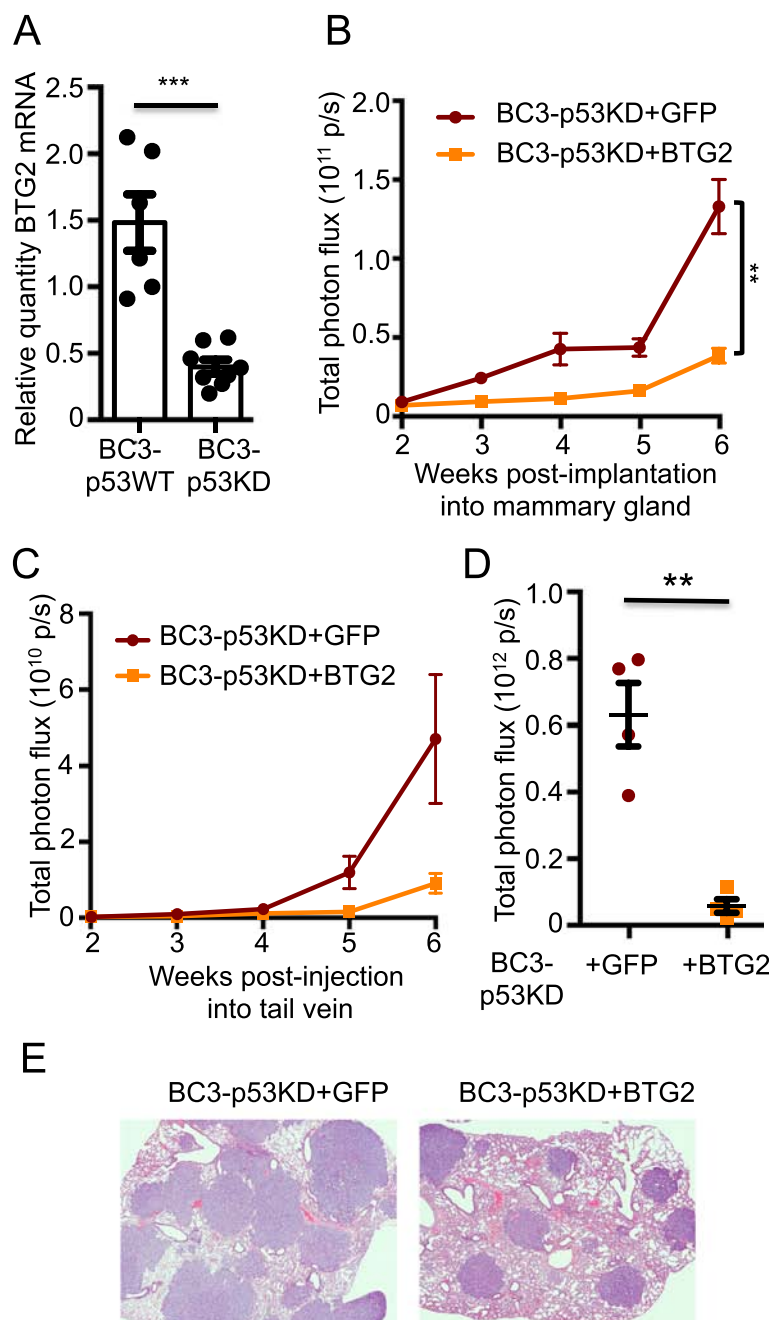 A
Relative quantity BTG2 mRNA
2.5
2.0
1.5
1.0
0.5
0
***
BC3-
p53WT
BC3-
p53KD
B
Total photon flux (10¹¹ p/s)
2.0
1.5
1.0
0.5
0
BC3-p53KD+GFP
BC3-p53KD+BTG2
**
2 3 4 5 6
Weeks post-implantation
into mammary gland
C
Total photon flux (10¹⁰ p/s)
8
6
4
2
0
BC3-p53KD+GFP
BC3-p53KD+BTG2
2 3 4 5 6
Weeks post-injection
into tail vein
D
Total photon flux (10¹² p/s)
1.0
0.8
0.6
0.4
0.2
0
**
BC3-
p53KD
+GFP +BTG2
E
BC3-p53KD+GFP BC3-p53KD+BTG2